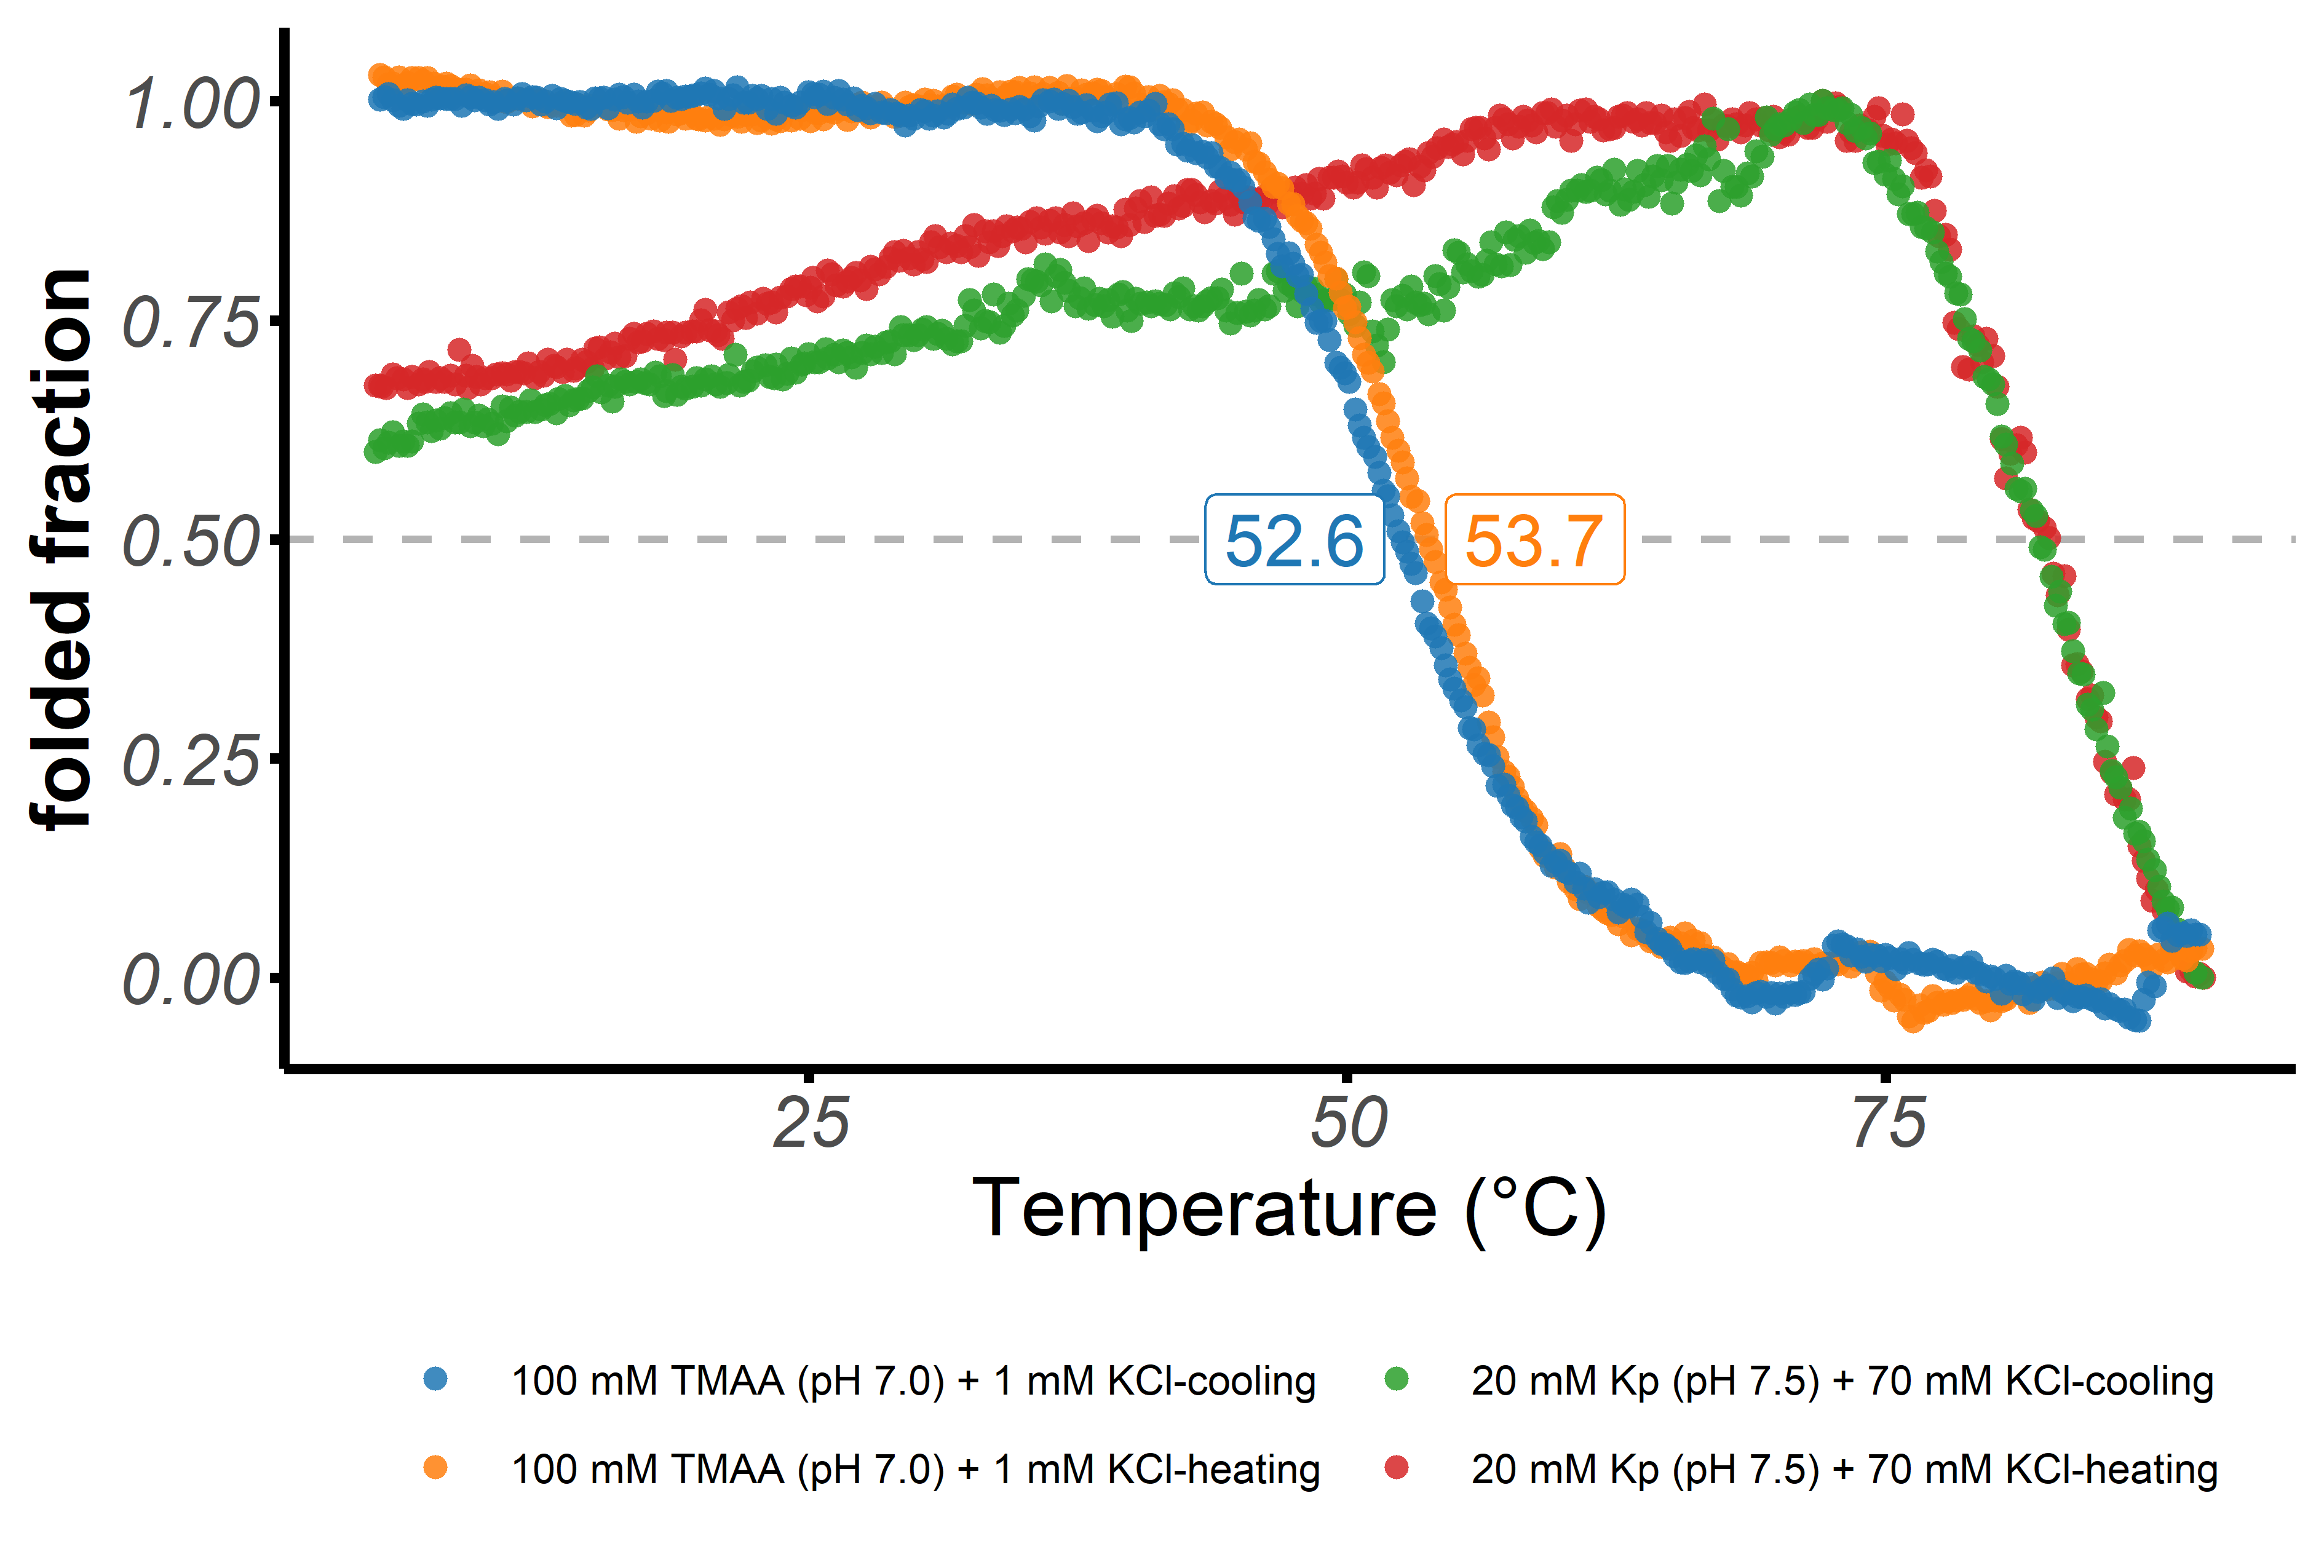 folded fraction
1.00
0.75
0.50
0.25
0.00
52.6
53.7
25
50
75
Temperature (°C)
100 mM TMAA (pH 7.0) + 1 mM KCl-cooling
100 mM TMAA (pH 7.0) + 1 mM KCl-heating
20 mM Kp (pH 7.5) + 70 mM KCl-cooling
20 mM Kp (pH 7.5) + 70 mM KCl-heating